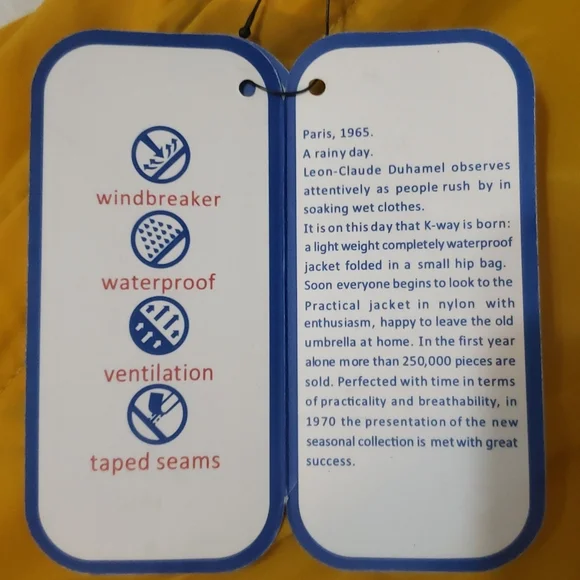 windbreaker
waterproof
ventilation
taped seams
Paris, 1965.
A rainy day.
Leon-Claude Duhamel observes
attentively as people rush by in
soaking wet clothes.
It is on this day that K-way is born:
a light weight completely waterproof
jacket folded in a small hip bag.
Soon everyone begins to look to the
Practical jacket in nylon with
enthusiasm, happy to leave the old
umbrella at home. In the first year
alone more than 250,000 pieces are
sold. Perfected with time in terms
of practicality and breathability, in
1970 the presentation of the new
seasonal collection is met with great
success.